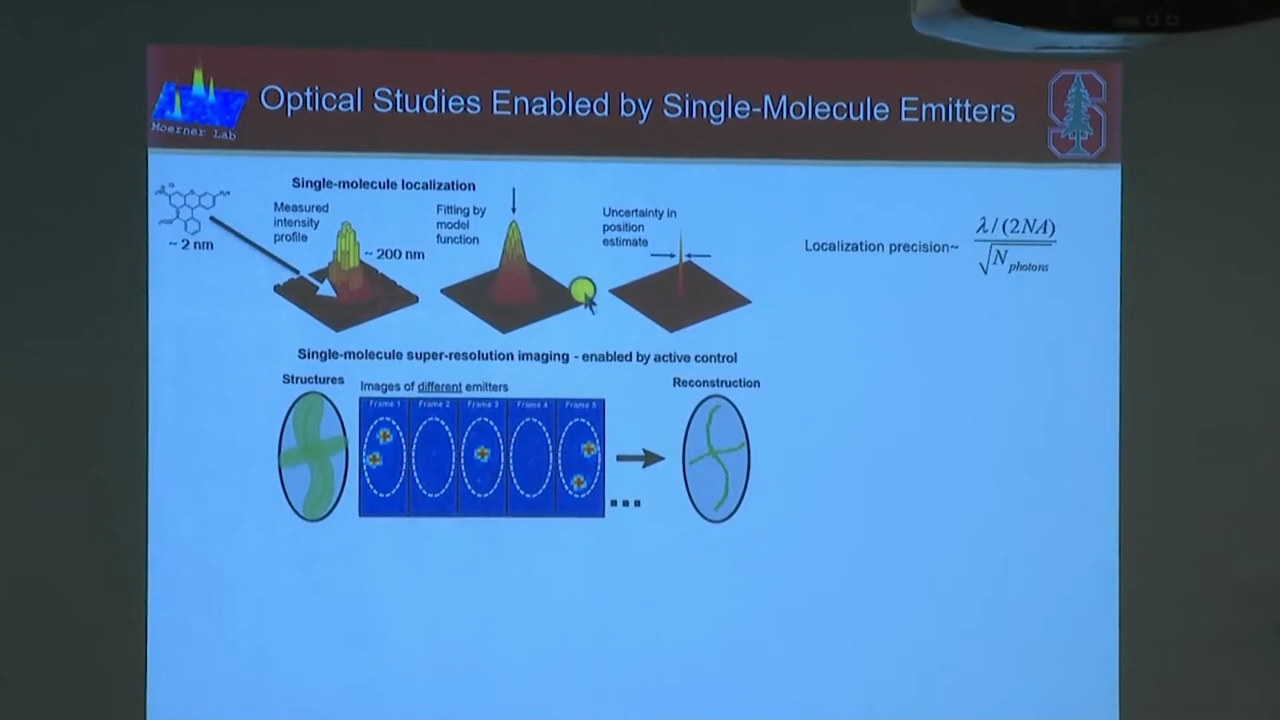 Optical Studies Enabled by Single-Molecule Emitters
Moerner Lab
Single-molecule localization
Measured
intensity
profile
~ 2 nm
~ 200 nm
Fitting by
model
function
Uncertainty in
position
estimate
Localization precision~
λ / (2NA)
√N photons
Single-molecule super-resolution imaging - enabled by active control
Structures
Images of different emitters
Frame 1
Frame 2
Frame 3
Frame 4
Frame 5
Reconstruction